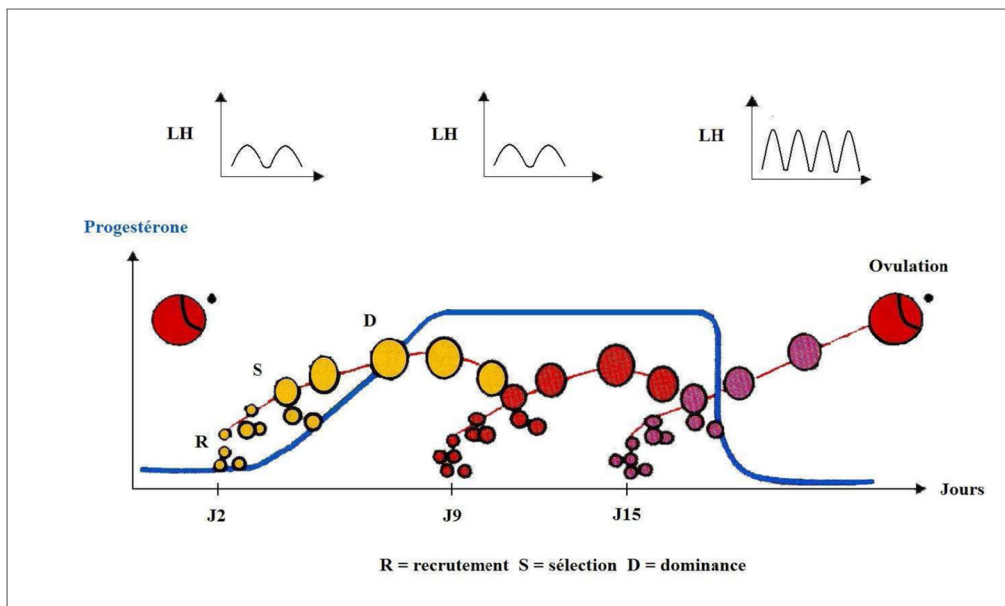 LH
LH
LH
Progestérone
Ovulation
D
S
R
Jours
J2
J9
J15
R = recrutement S = sélection D = dominance